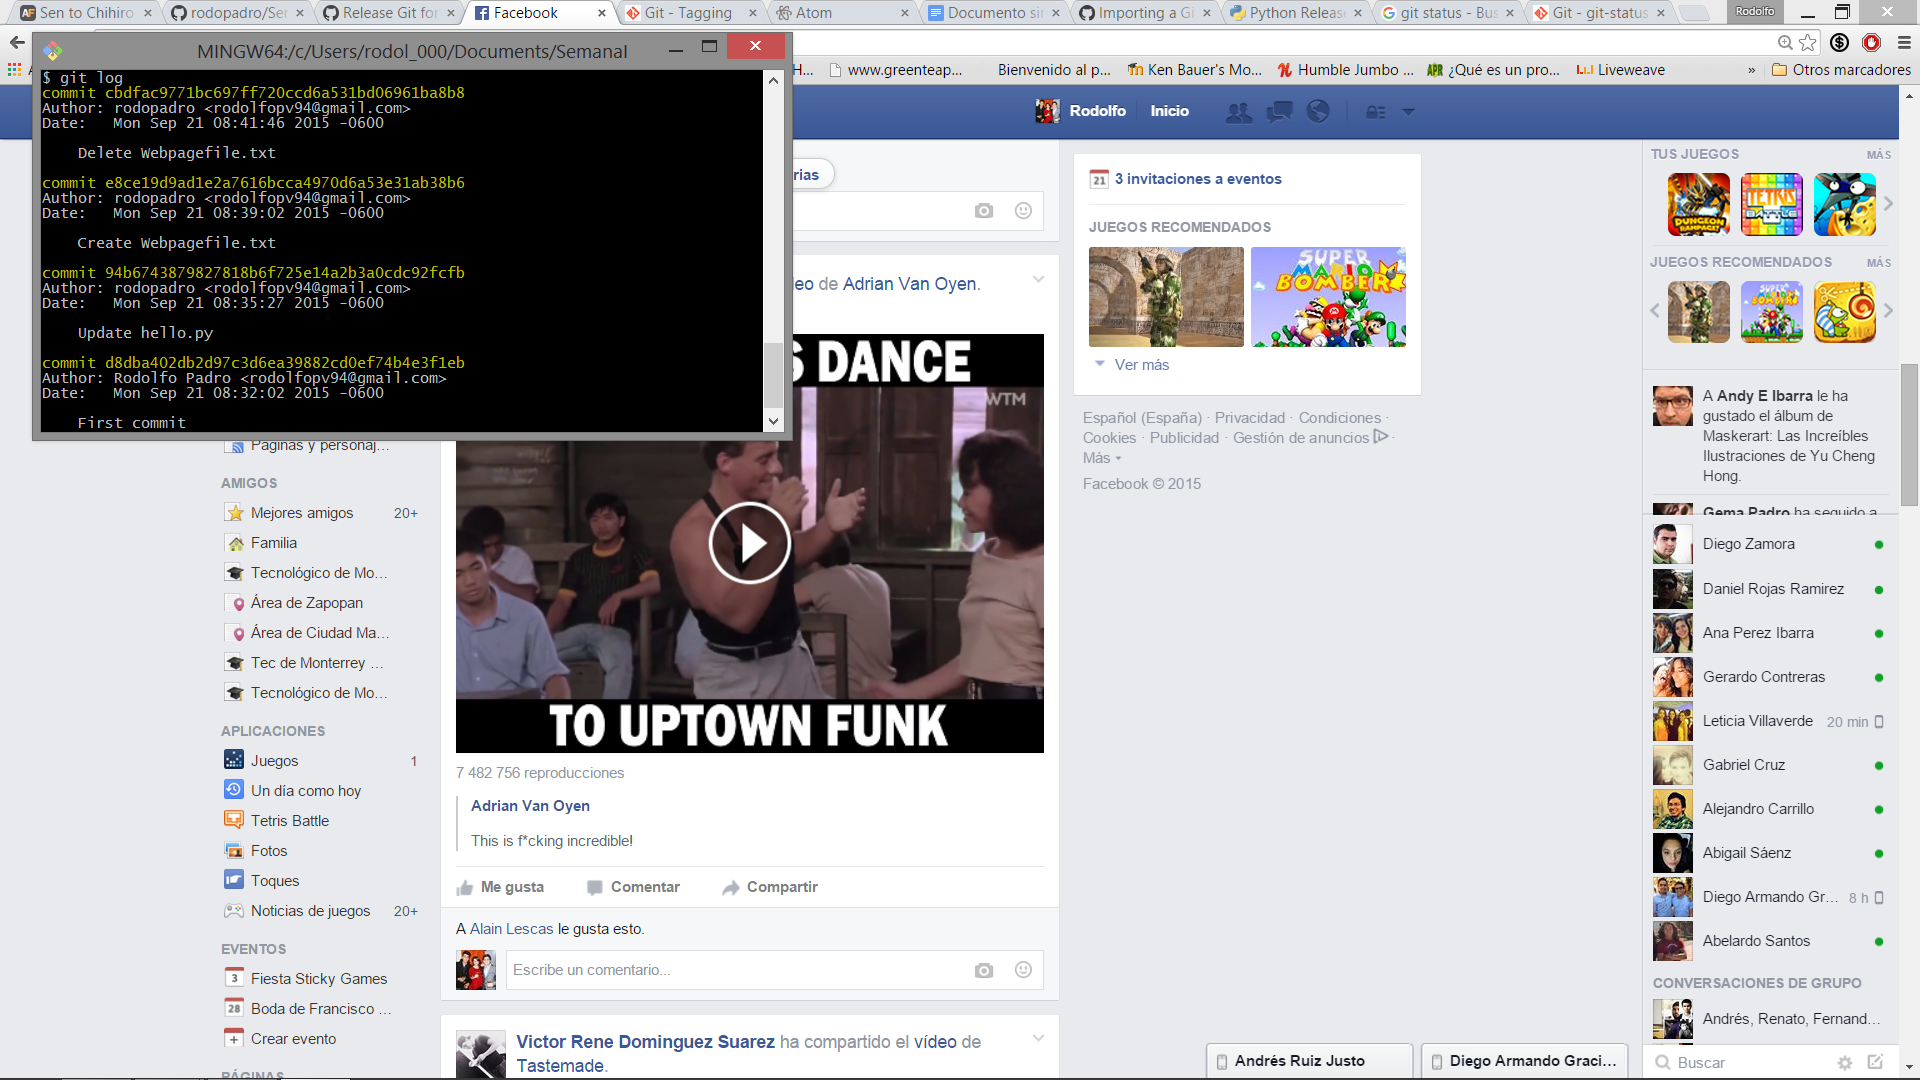 Sen to Chihiro
rodopadro/Ser
Release Git for
Facebook
Git - Tagging
Atom
Documento sin
Importing a Gi
Python Releas
git status - Bus
Git - git-status
Rodolfo
MINGW64:/c/Users/rodol_000/Documents/Semanal
H...
www.greenteap...
Bienvenido al p...
Ken Bauer's Mo...
Humble Jumbo ...
¿Qué es un pro...
Liveweave
»
Otros marcadores
$ git log
commit cbdfac9771bc697ff720ccd6a531bd06961ba8b8
Author: rodopadro <rodolfopv94@gmail.com>
Date:   Mon Sep 21 08:41:46 2015 -0600
Delete Webpagefile.txt
commit e8ce19d9ad1e2a7616bcca4970d6a53e31ab38b6
Author: rodopadro <rodolfopv94@gmail.com>
Date:   Mon Sep 21 08:39:02 2015 -0600
Create Webpagefile.txt
commit 94b6743879827818b6f725e14a2b3a0cdc92fcfb
Author: rodopadro <rodolfopv94@gmail.com>
Date:   Mon Sep 21 08:35:27 2015 -0600
Update hello.py
commit d8dba402db2d97c3d6ea39882cd0ef74b4e3f1eb
Author: Rodolfo Padro <rodolfopv94@gmail.com>
Date:   Mon Sep 21 08:32:02 2015 -0600
First commit
Rodolfo
Inicio
Páginas y personaj...
AMIGOS
Mejores amigos 20+
Familia
Tecnológico de Mo...
Área de Zapopan
Área de Ciudad Ma...
Tec de Monterrey ...
Tecnológico de Mo...
APLICACIONES
Juegos 1
Un día como hoy
Tetris Battle
Fotos
Toques
Noticias de juegos 20+
EVENTOS
3 Fiesta Sticky Games
28 Boda de Francisco ...
Crear evento
PÁGINAS
rias
eo de Adrian Van Oyen.
S DANCE
WTM
TO UPTOWN FUNK
7 482 756 reproducciones
Adrian Van Oyen
This is f*cking incredible!
Me gusta
Comentar
Compartir
A Alain Lescas le gusta esto.
Escribe un comentario...
Victor Rene Dominguez Suarez ha compartido el vídeo de
Tastemade.
21 3 invitaciones a eventos
JUEGOS RECOMENDADOS
SUPER
MARIO
BOMBER
Ver más
Español (España) · Privacidad · Condiciones ·
Cookies · Publicidad · Gestión de anuncios ·
Más
Facebook © 2015
TUS JUEGOS MÁS
DUNGEON
RAMPAGE!
TETRIS
BATTLE
JUEGOS RECOMENDADOS MÁS
SUPER
BOMBER
A Andy E Ibarra le ha
gustado el álbum de
Maskerart: Las Increíbles
Ilustraciones de Yu Cheng
Hong.
Gema Padro ha seguido a
Diego Zamora
Daniel Rojas Ramirez
Ana Perez Ibarra
Gerardo Contreras
Leticia Villaverde 20 min
Gabriel Cruz
Alejandro Carrillo
Abigail Sáenz
Diego Armando Gr... 8 h
Abelardo Santos
CONVERSACIONES DE GRUPO
Andrés, Renato, Fernand...
Buscar
Andrés Ruiz Justo
Diego Armando Graci...